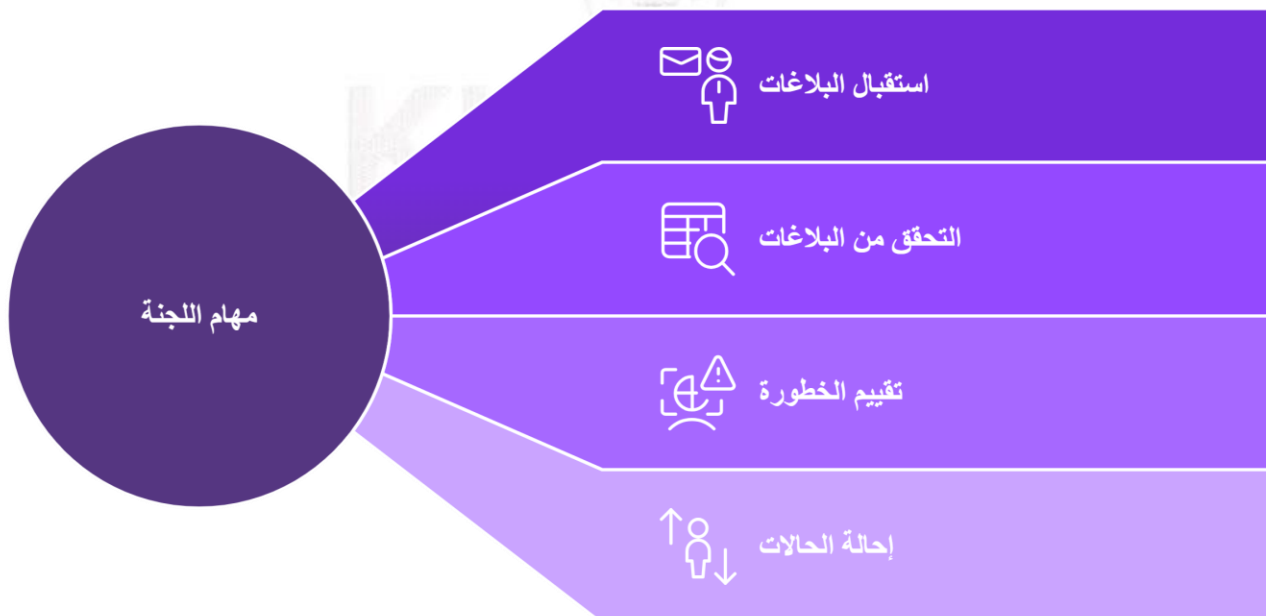 مهام اللجنة
استقبال البلاغات
التحقق من البلاغات
تقييم الخطورة
إحالة الحالات